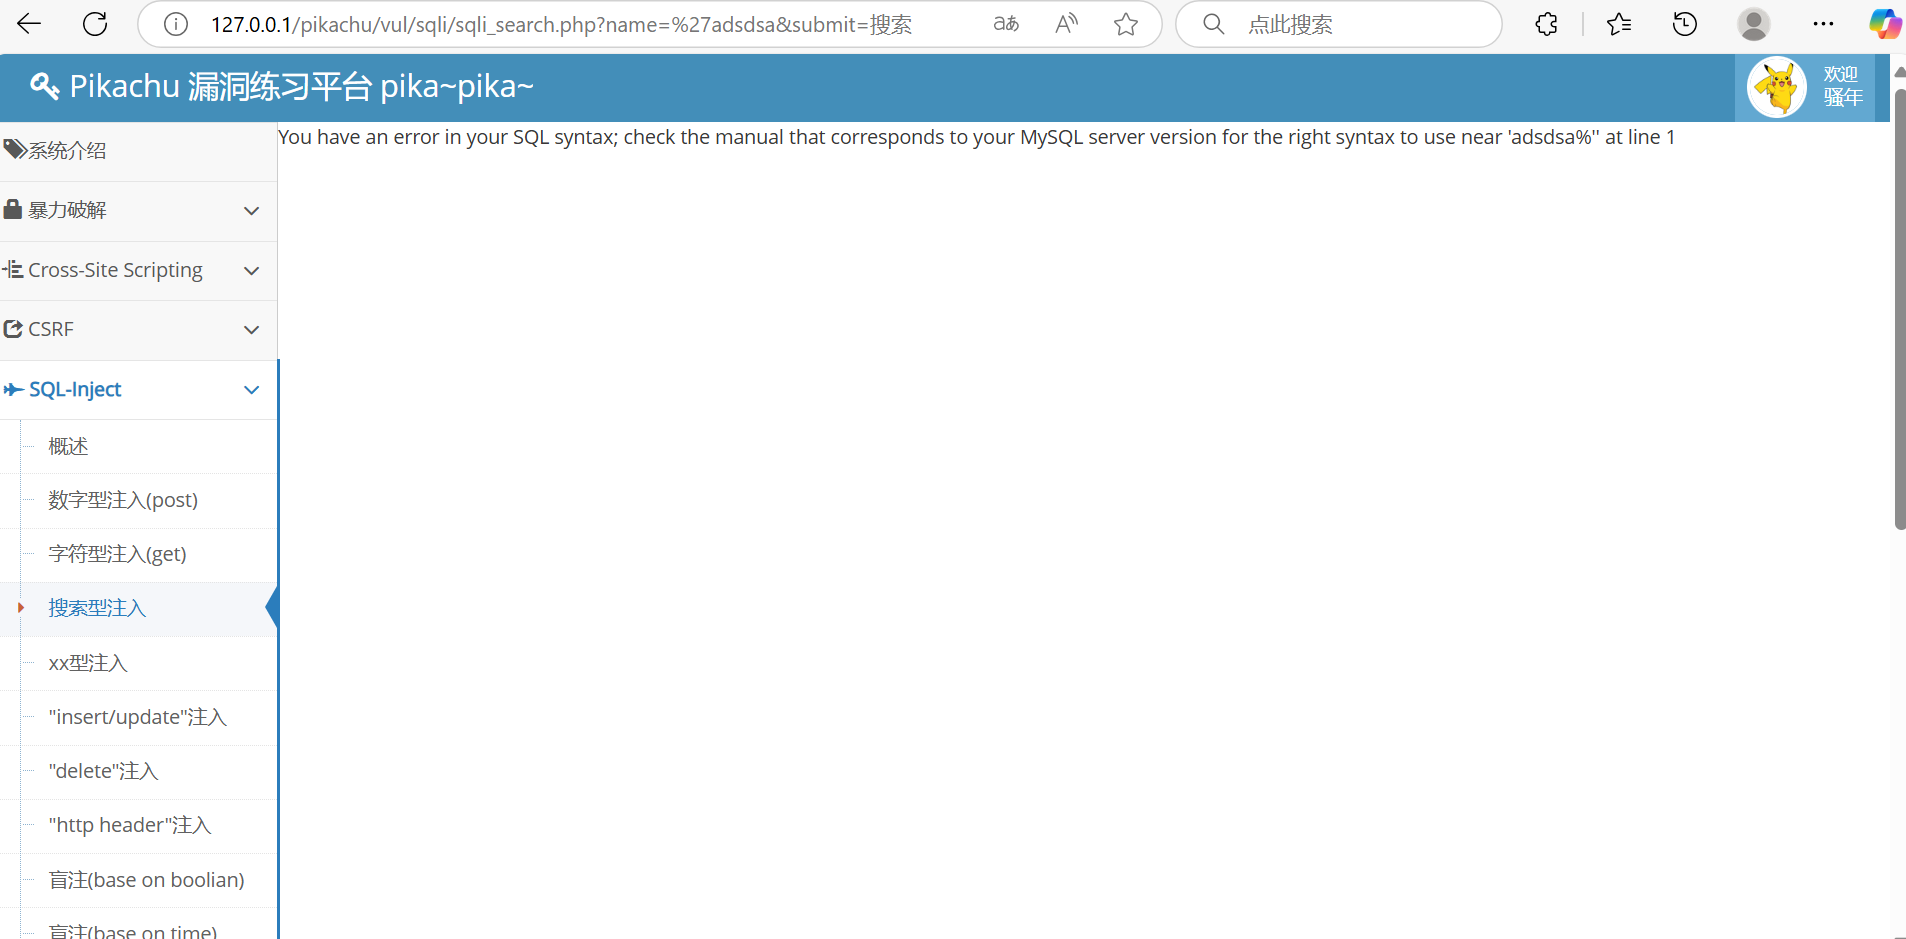 127.0.0.1/pikachu/vul/sqli/sqli_search.php?name=%27adsdsa&submit=搜索
点此搜索
Pikachu 漏洞练习平台 pika~pika~
欢迎
骚年
You have an error in your SQL syntax; check the manual that corresponds to your MySQL server version for the right syntax to use near 'adsdsa%'' at line 1
系统介绍
暴力破解
Cross-Site Scripting
CSRF
SQL-Inject
概述
数字型注入(post)
字符型注入(get)
搜索型注入
xx型注入
"insert/update"注入
"delete"注入
"http header"注入
盲注(base on boolian)
盲注(base on time)